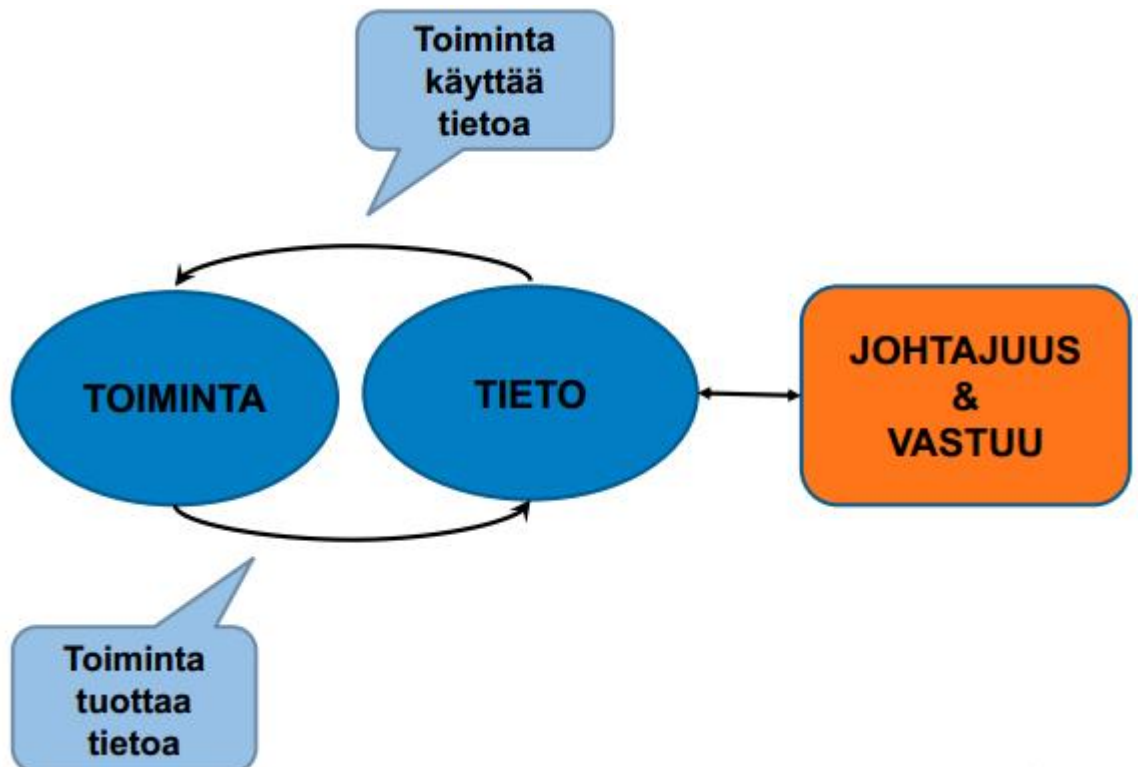 Toiminta
käyttää
tietoa
TOIMINTA
TIETO
JOHTAJUUS
&
VASTUU
Toiminta
tuottaa
tietoa